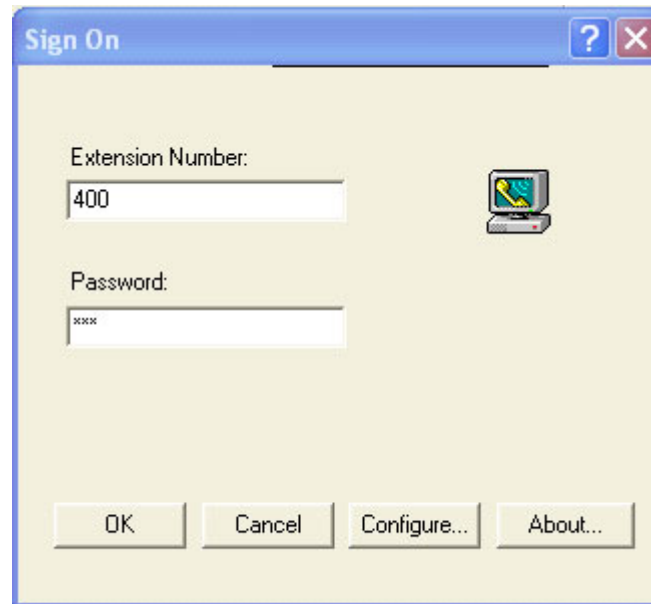 Sign On
Extension Number:
400
Password:
***
OK Cancel Configure... About...